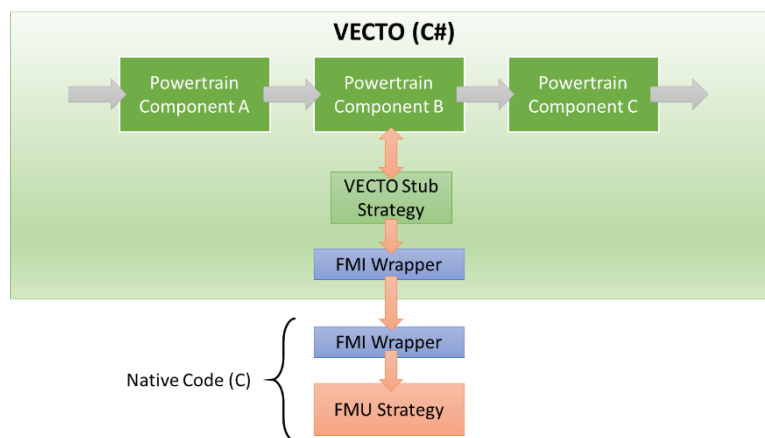 VECTO (C#)
Powertrain
Component A
Powertrain
Component B
Powertrain
Component C
VECTO Stub
Strategy
FMI Wrapper
FMI Wrapper
Native Code (C)
FMU Strategy